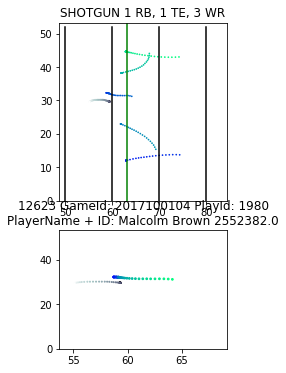 SHOTGUN 1 RB, 1 TE, 3 WR
50
40
30
20
10
0
50 60 70 80
12623 GameId: 2017100104 PlayId: 1980
PlayerName + ID: Malcolm Brown 2552382.0
40
20
0
55 60 65